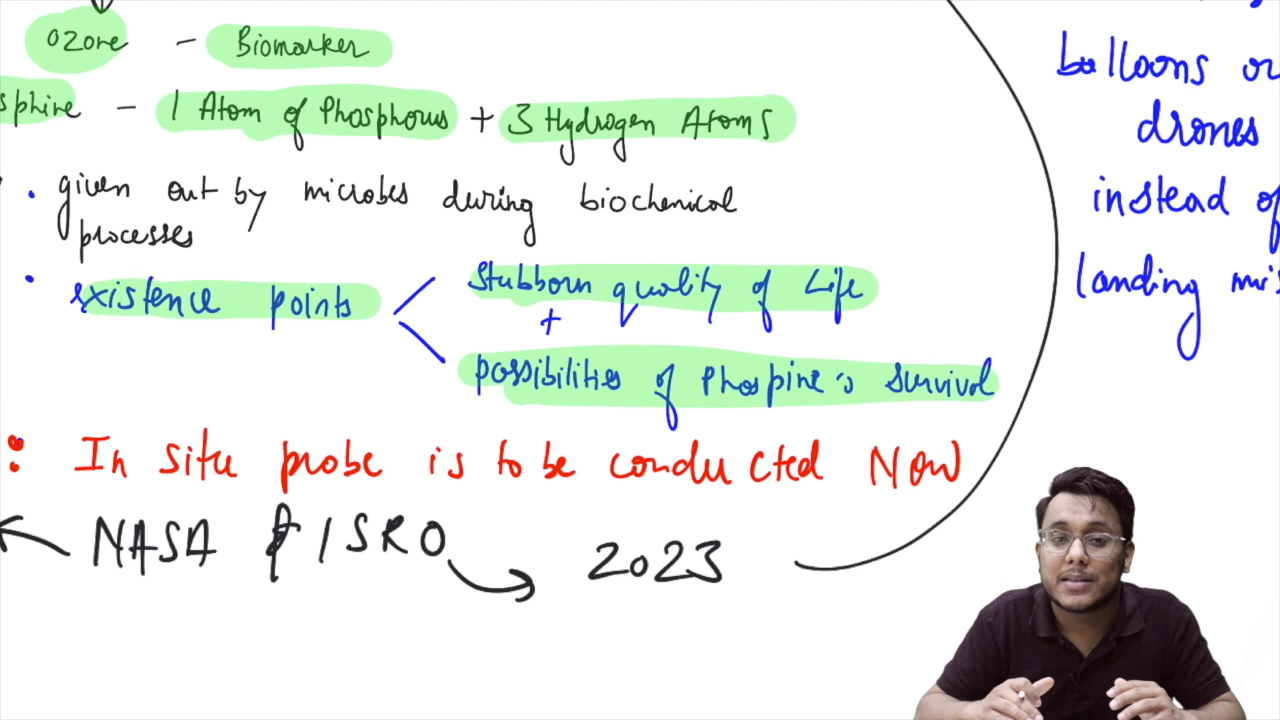 Ozone - Biomarker
sphine - 1 Atom of Phosphorus + 3 Hydrogen Atoms
. given out by microbes during biochemical
processes
. existence points
stubborn quality of Life
+
possibilities of Phospine's survival
: In situ probe is to be conducted Now
NASA & ISRO
2023
balloons or
drones
instead of
landing mis